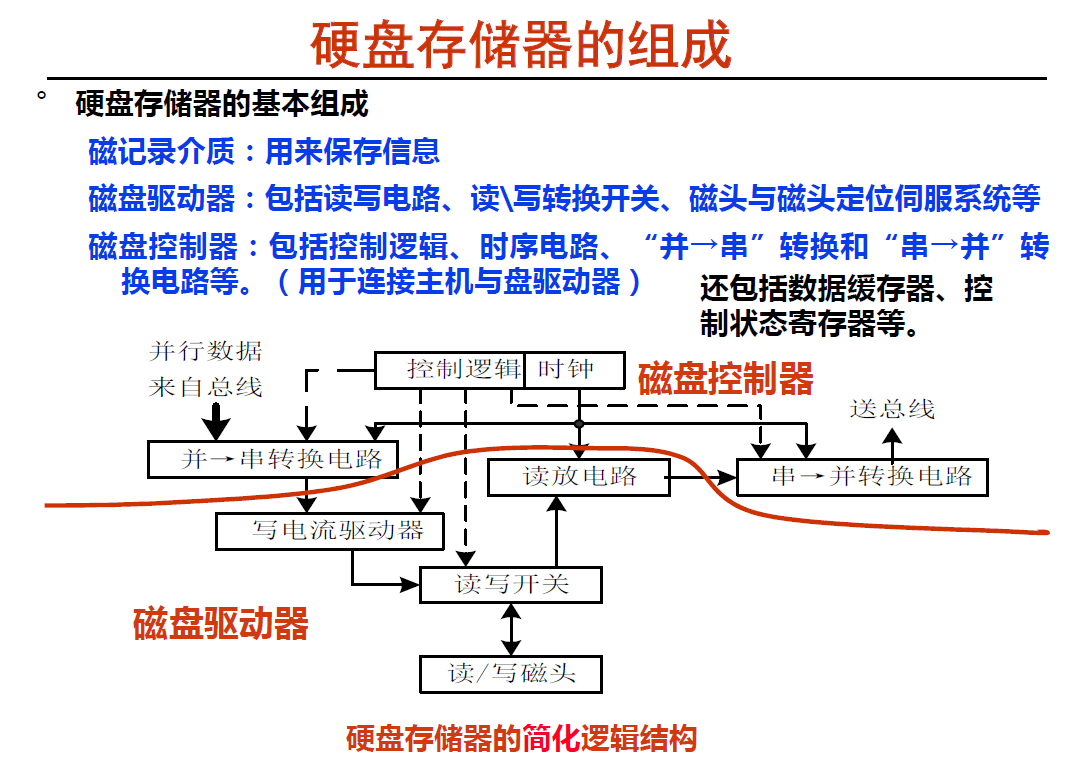 硬盘存储器的组成
° 硬盘存储器的基本组成
磁记录介质：用来保存信息
磁盘驱动器：包括读写电路、读\写转换开关、磁头与磁头定位伺服系统等
磁盘控制器：包括控制逻辑、时序电路、“并→串”转换和“串→并”转
换电路等。（用于连接主机与盘驱动器）
还包括数据缓存器、控
制状态寄存器等。
并行数据
来自总线
控制逻辑
时钟
磁盘控制器
送总线
并→串转换电路
读放电路
串→并转换电路
写电流驱动器
读写开关
磁盘驱动器
读/写磁头
硬盘存储器的简化逻辑结构